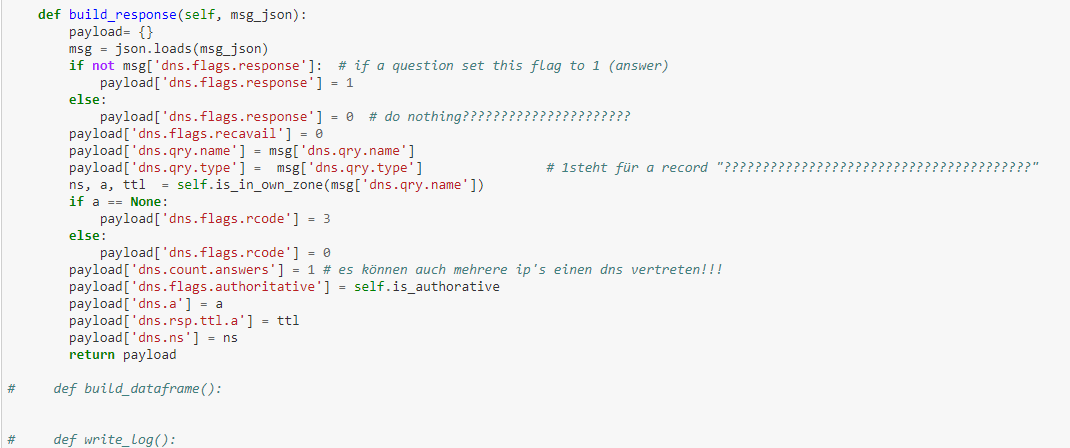 def build_response(self, msg_json):
payload= {}
msg = json.loads(msg_json)
if not msg['dns.flags.response']:  # if a question set this flag to 1 (answer)
payload['dns.flags.response'] = 1
else:
payload['dns.flags.response'] = 0  # do nothing??????????????????????
payload['dns.flags.recavail'] = 0
payload['dns.qry.name'] = msg['dns.qry.name']
payload['dns.qry.type'] =  msg['dns.qry.type']                # 1steht für a record "????????????????????????????????????????"
ns, a, ttl  = self.is_in_own_zone(msg['dns.qry.name'])
if a == None:
payload['dns.flags.rcode'] = 3
else:
payload['dns.flags.rcode'] = 0
payload['dns.count.answers'] = 1 # es können auch mehrere ip's einen dns vertreten!!!
payload['dns.flags.authoritative'] = self.is_authorative
payload['dns.a'] = a
payload['dns.rsp.ttl.a'] = ttl
payload['dns.ns'] = ns
return payload
#     def build_dataframe():
#     def write_log():